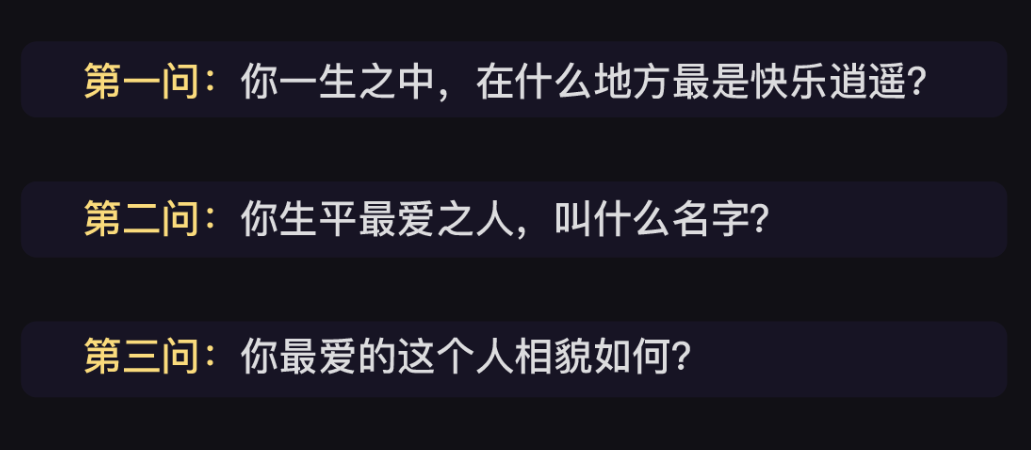 第一问：你一生之中，在什么地方最是快乐逍遥？
第二问：你生平最爱之人，叫什么名字？
第三问：你最爱的这个人相貌如何？